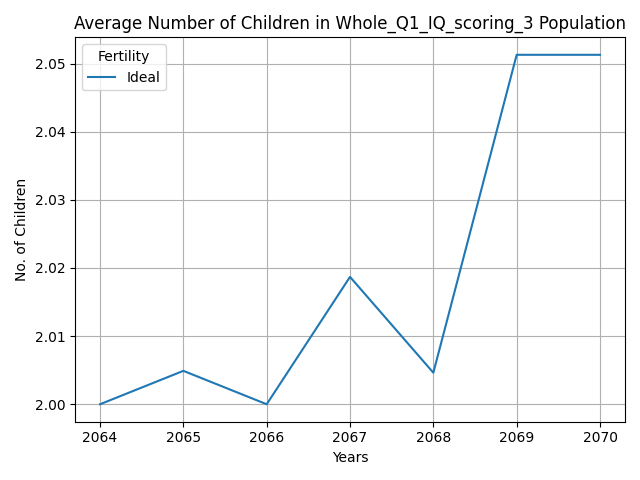 Average Number of Children in Whole_Q1_IQ_scoring_3 Population
Fertility
Ideal
No. of Children
2.05
2.04
2.03
2.02
2.01
2.00
2064 2065 2066 2067 2068 2069 2070
Years